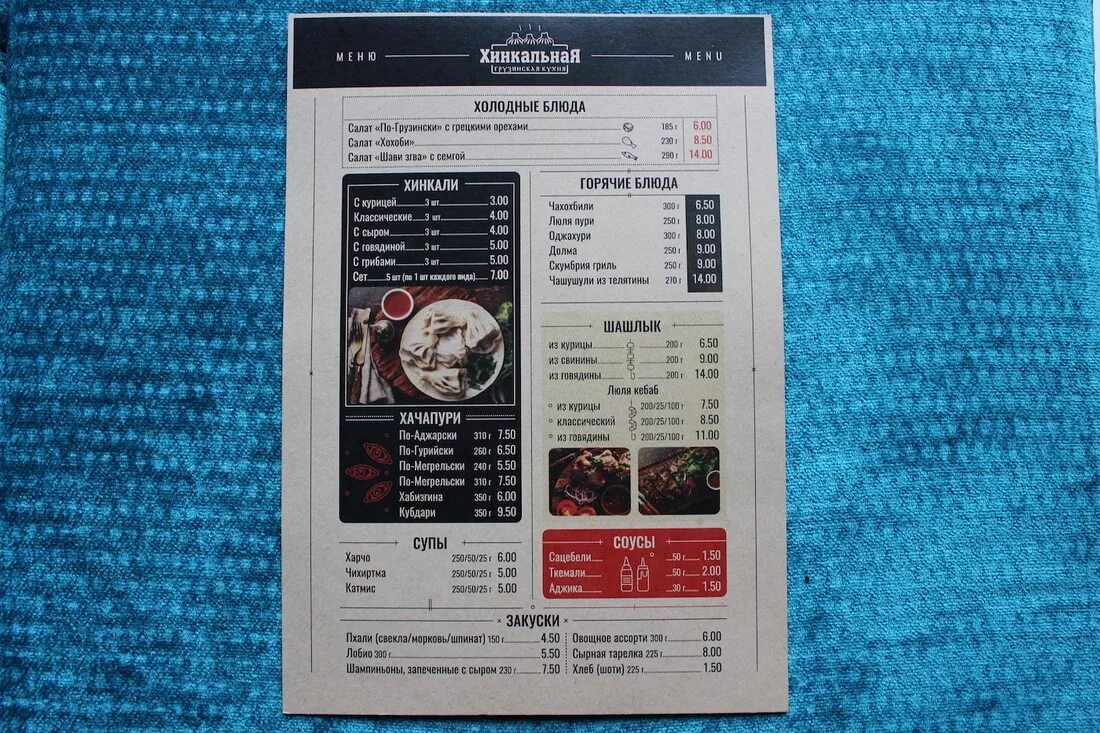 МЕНЮ
ХИНКАЛЬНАЯ
ГРУЗИНСКАЯ КУХНЯ
MENU
ХОЛОДНЫЕ БЛЮДА
Салат «По-Грузински» с грецкими орехами 185 г 6.00
Салат «Хохоби» 230 г 8.50
Салат «Шави згва» с семгой 290 г 14.00
ХИНКАЛИ
С курицей 3 шт 3.00
Классические 3 шт 4.00
С сыром 3 шт 4.00
С говядиной 3 шт 5.00
С грибами 3 шт 5.00
Сет 5 шт (по 1 шт каждого вида) 7.00
ХАЧАПУРИ
По-Аджарски 310 г 7.50
По-Гурийски 260 г 6.50
По-Мегрельски 240 г 5.50
По-Мегрельски 310 г 7.50
Хабизгина 350 г 6.00
Кубдари 350 г 9.50
СУПЫ
Харчо 250/50/25 г 6.00
Чихиртма 250/50/25 г 5.00
Катмис 250/50/25 г 5.00
ГОРЯЧИЕ БЛЮДА
Чахохбили 300 г 6.50
Люля пури 250 г 8.00
Оджахури 300 г 8.00
Долма 250 г 9.00
Скумбрия гриль 250 г 9.00
Чашушули из телятины 270 г 14.00
ШАШЛЫК
из курицы 200 г 6.50
из свинины 200 г 9.00
из говядины 200 г 14.00
Люля кебаб
из курицы 200/25/100 г 7.50
классический 200/25/100 г 8.50
из говядины 200/25/100 г 11.00
СОУСЫ
Сацебели 50 г 1.50
Ткемали 50 г 2.00
Аджика 30 г 1.50
ЗАКУСКИ
Пхали (свекла/морковь/шпинат) 150 г 4.50
Лобио 300 г 5.50
Шампиньоны, запеченные с сыром 230 г 7.50
Овощное ассорти 300 г 6.00
Сырная тарелка 225 г 8.00
Хлеб (шоти) 225 г 1.50